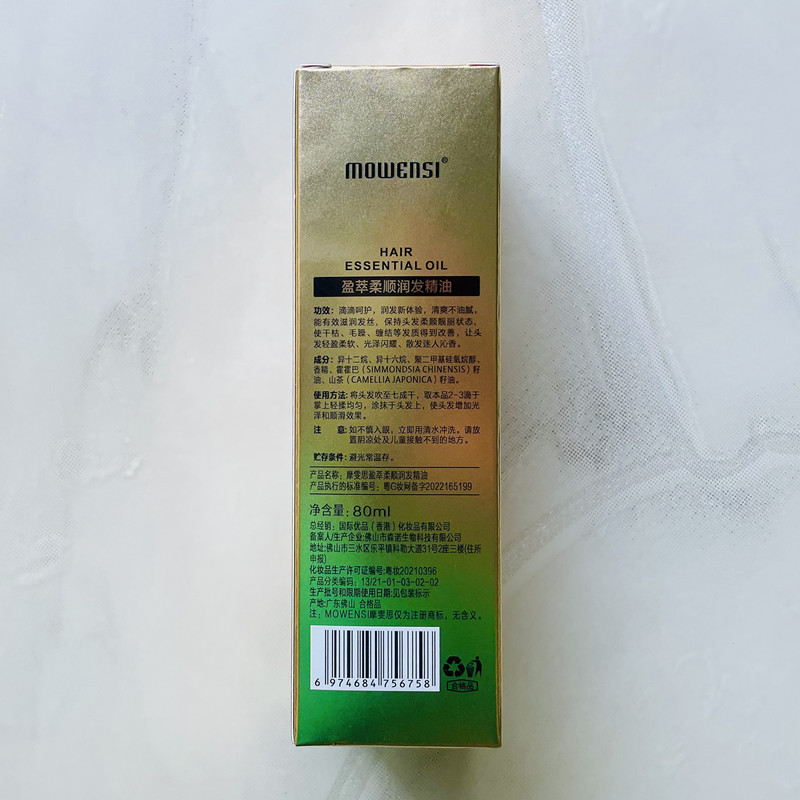 MOWENSI®
HAIR
ESSENTIAL OIL
盈萃柔顺润发精油
功效：滴滴呵护，润发新体验，清爽不油腻，
能有效滋润发丝，保持头发柔顺靓丽状态，
使干枯、毛躁、缠结等发质得到改善，让头
发轻盈柔软、光泽闪耀、散发迷人沁香。
成分：异十二烷、异十六烷、聚二甲基硅氧烷醇、
香精、霍霍巴（SIMMONDSIA CHINENSIS）籽
油、山茶（CAMELLIA JAPONICA）籽油。
使用方法：将头发吹至七成干，取本品2-3滴于
掌上轻揉均匀，涂抹于头发上，使头发增加光
泽和顺滑效果。
注 意：如不慎入眼，立即用清水冲洗。请放
置阴凉处及儿童接触不到的地方。
贮存条件：避光常温存。
产品名称：摩雯思盈萃柔顺润发精油
产品执行的标准编号：粤G妆网备字2022165199
净含量：80ml
总经销：国际优品（香港）化妆品有限公司
备案人/生产企业:佛山市森诺生物科技有限公司
地址:佛山市三水区乐平镇科勒大道31号2座三楼(住所
申报)
化妆品生产许可证编号:粤妆20210396
产品分类编码：13/21-01-03-02-02
生产批号和限期使用日期:见包装标示
产地:广东佛山 合格品
注：MOWENSI摩雯思仅为注册商标，无含义。
6 974684 756758
合格品